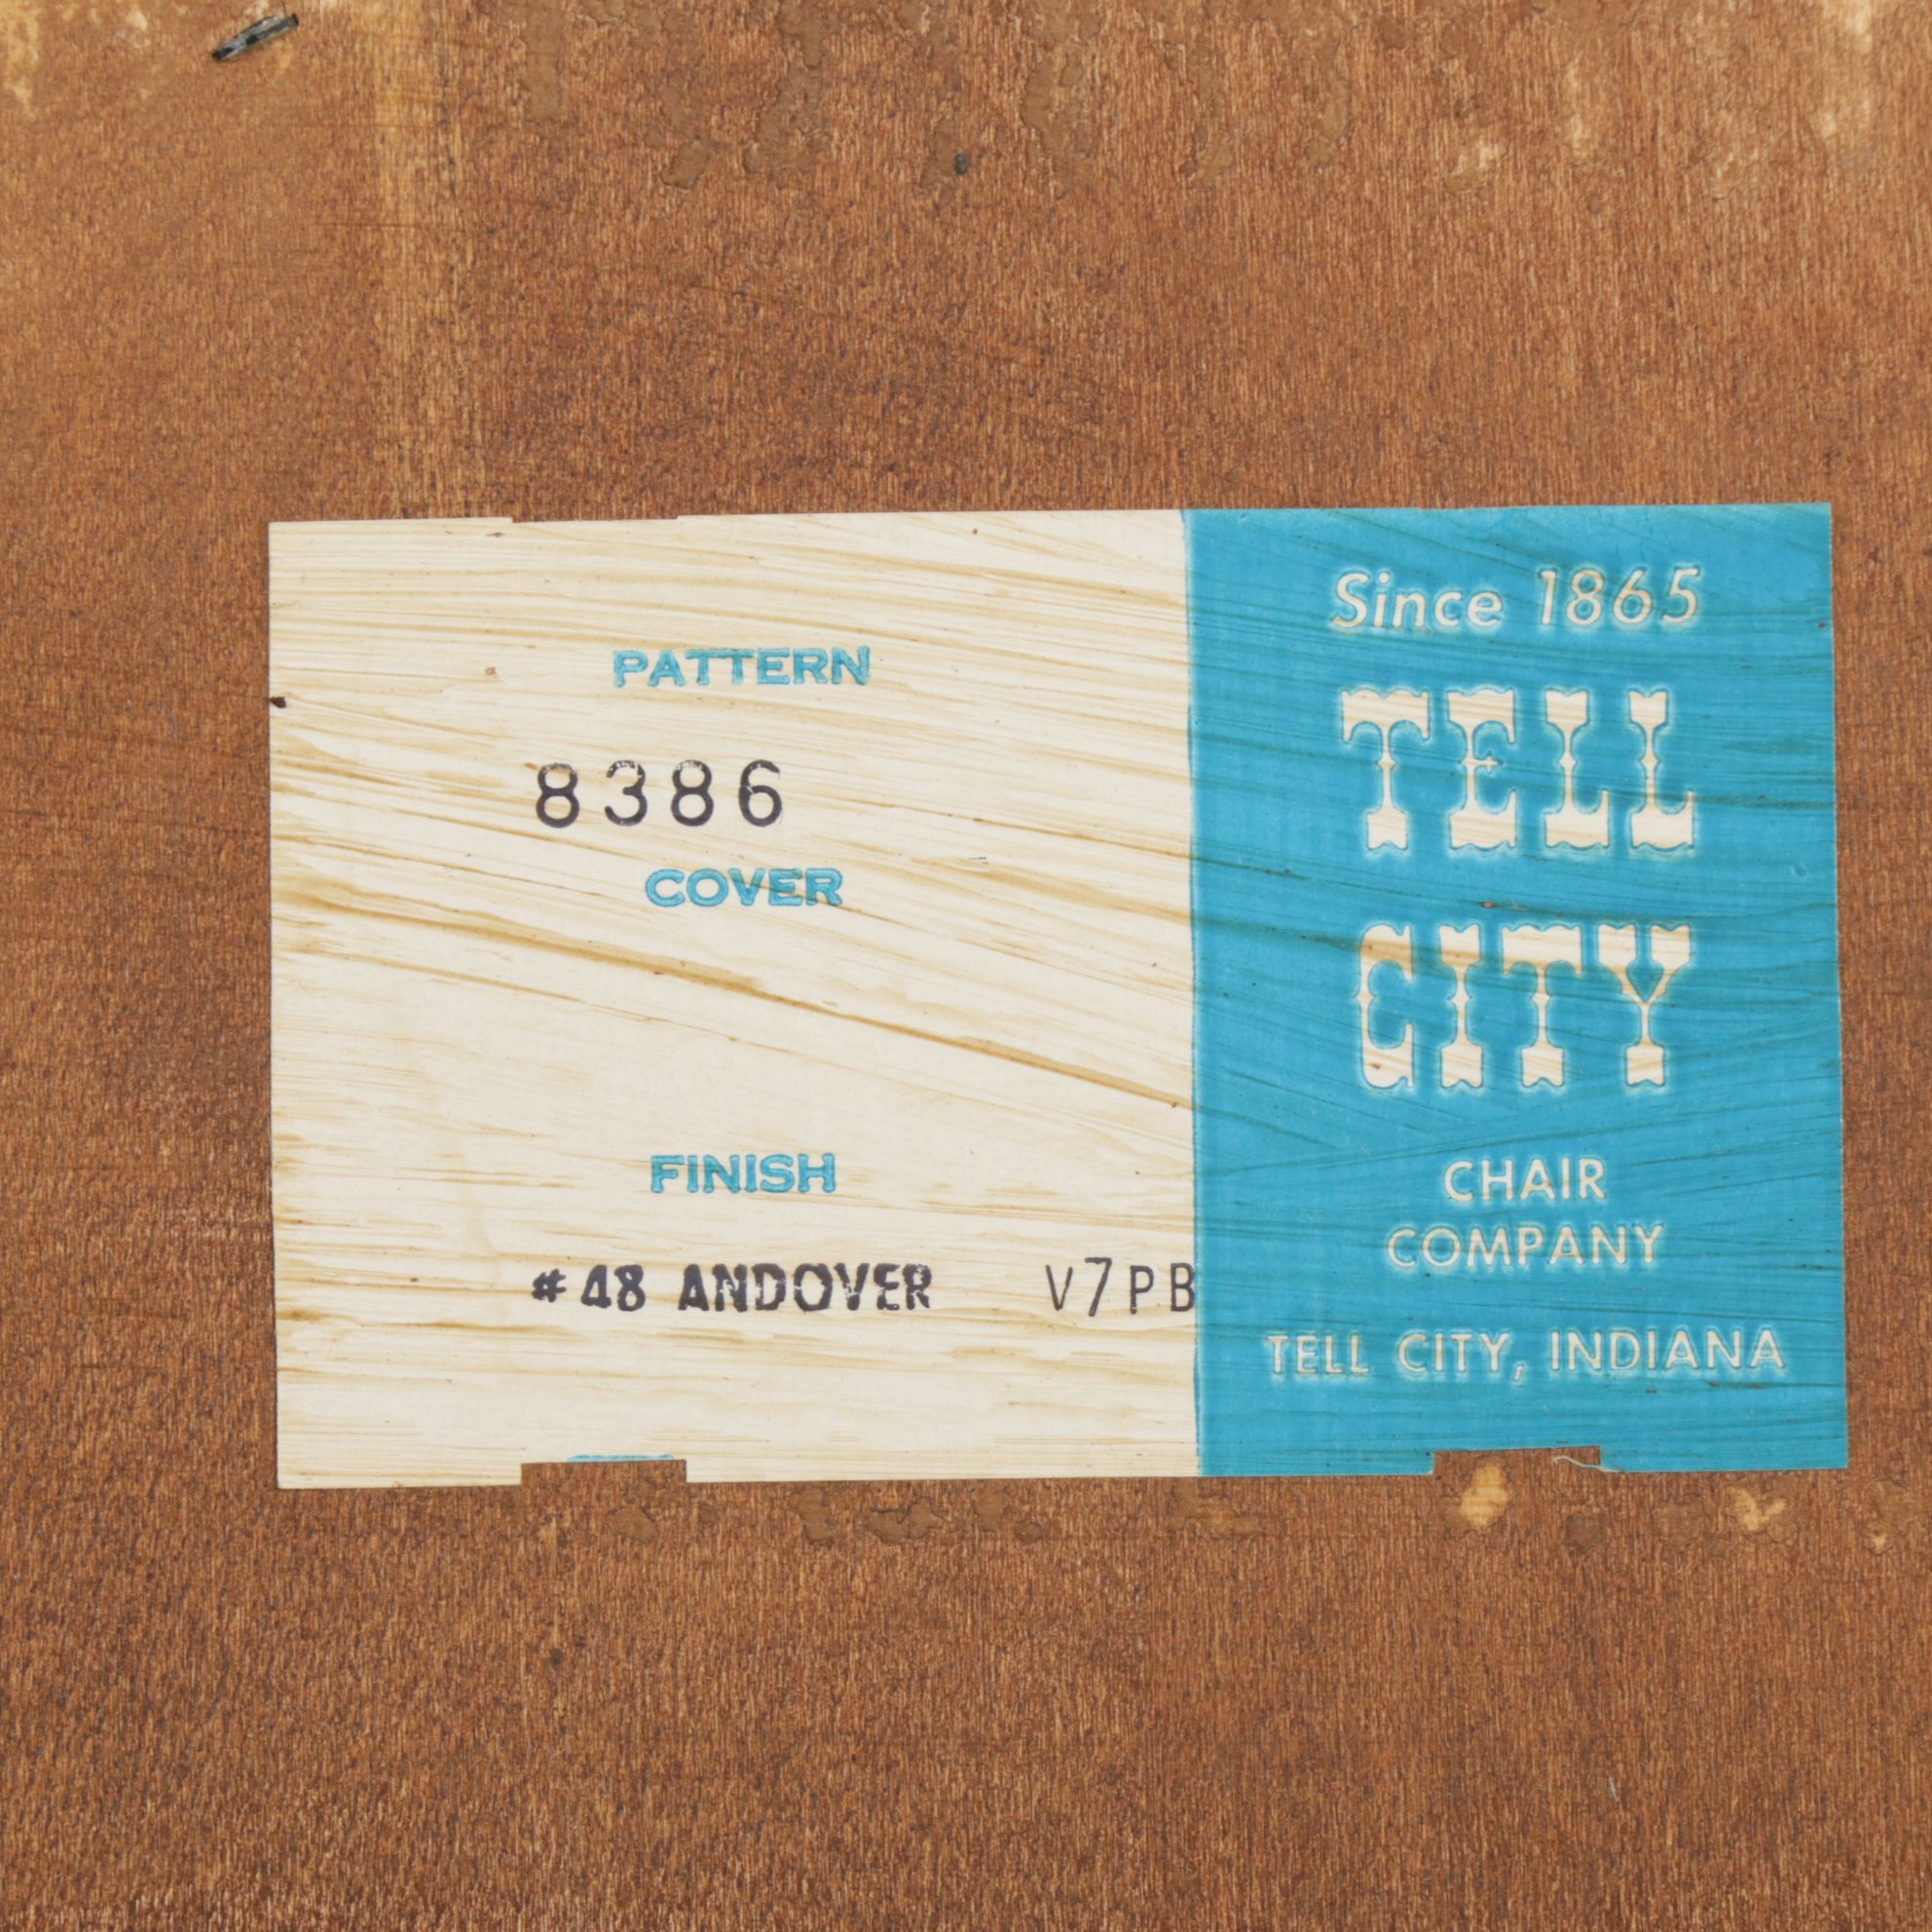 PATTERN
8386
COVER
FINISH
#48 ANDOVER V7PB
Since 1865
TELL
CITY
CHAIR
COMPANY
TELL CITY, INDIANA